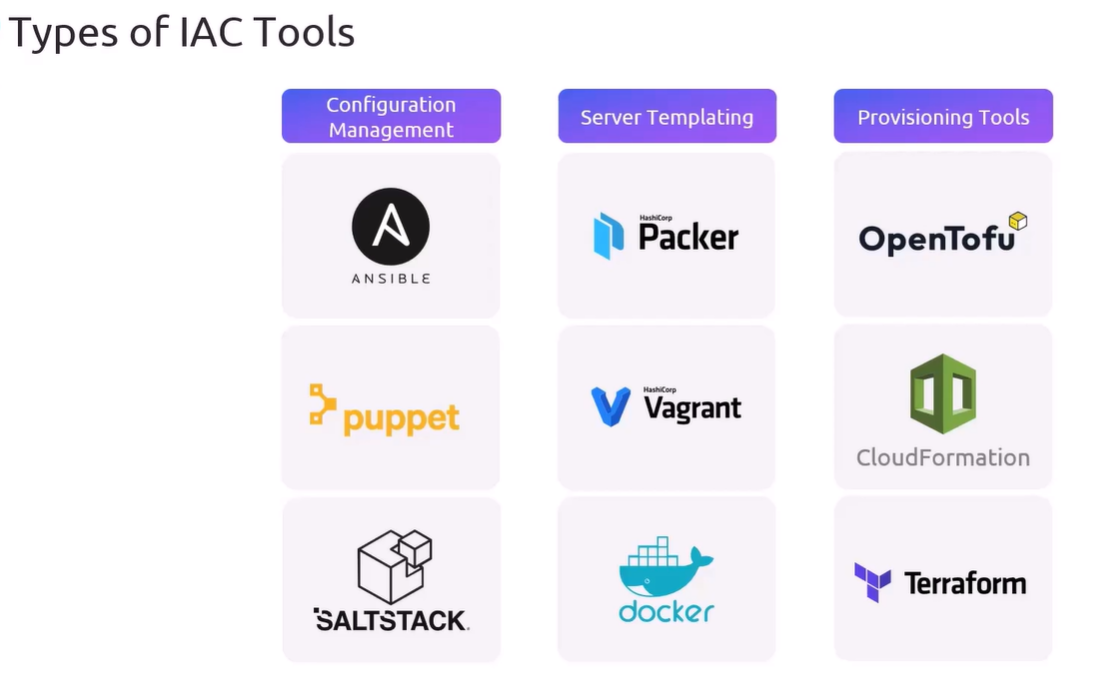 Types of IAC Tools
Configuration
Management
Server Templating
Provisioning Tools
ANSIBLE
HashiCorp
Packer
OpenTofu
puppet
HashiCorp
Vagrant
CloudFormation
SALTSTACK.
docker
Terraform